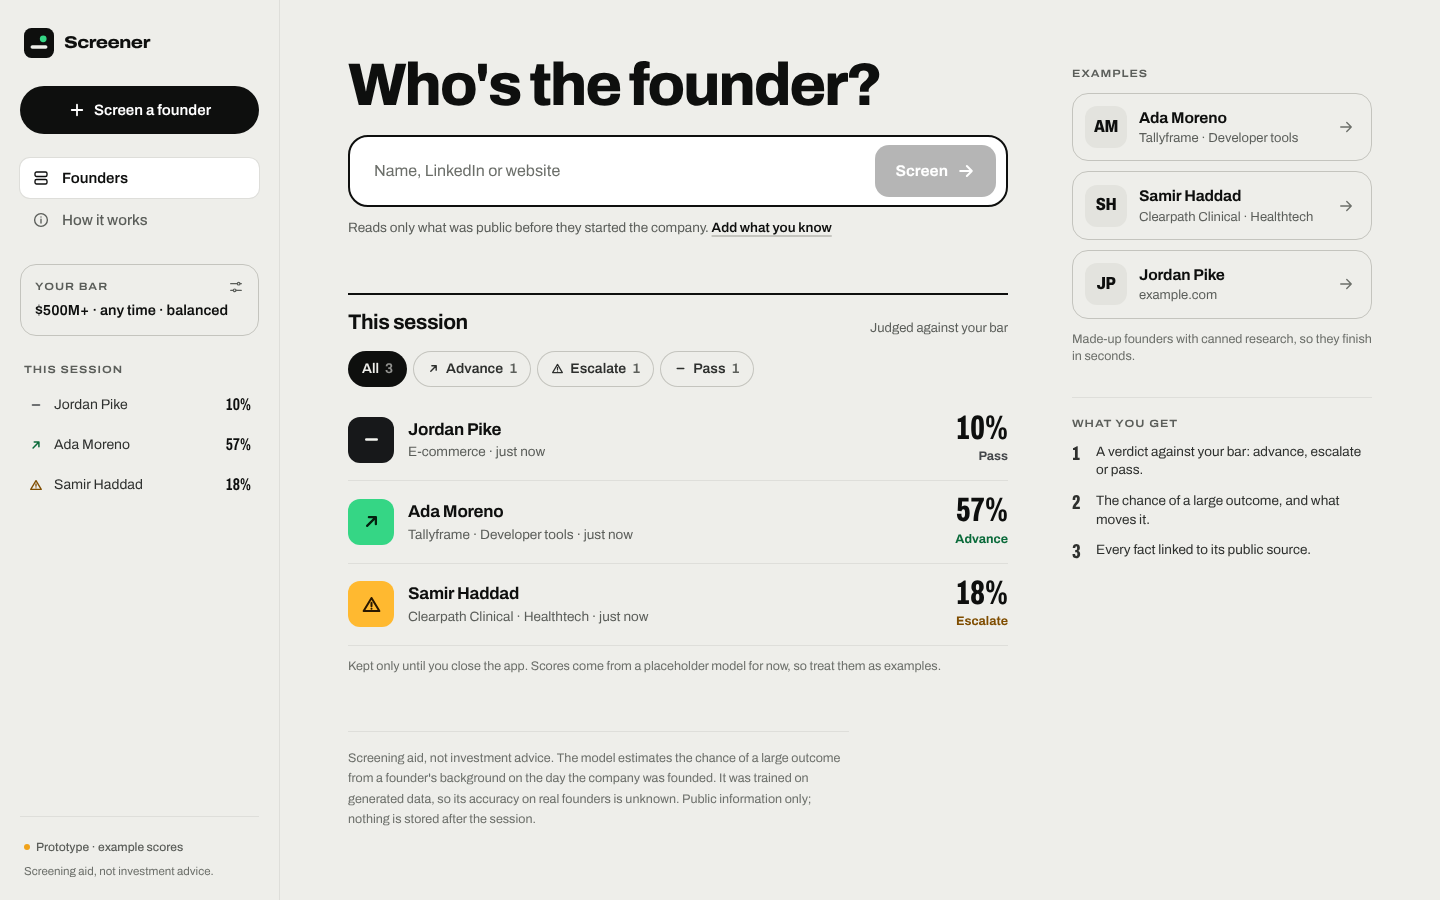 Screener
Screen a founder
Founders
How it works
YOUR BAR
$500M+ · any time · balanced
THIS SESSION
Jordan Pike 10%
Ada Moreno 57%
Samir Haddad 18%
Prototype · example scores
Screening aid, not investment advice.
Who's the founder?
Name, LinkedIn or website
Screen
Reads only what was public before they started the company. Add what you know
This session
Judged against your bar
All 3
Advance 1
Escalate 1
Pass 1
Jordan Pike
E-commerce · just now
10%
Pass
Ada Moreno
Tallyframe · Developer tools · just now
57%
Advance
Samir Haddad
Clearpath Clinical · Healthtech · just now
18%
Escalate
Kept only until you close the app. Scores come from a placeholder model for now, so treat them as examples.
Screening aid, not investment advice. The model estimates the chance of a large outcome
from a founder's background on the day the company was founded. It was trained on
generated data, so its accuracy on real founders is unknown. Public information only;
nothing is stored after the session.
EXAMPLES
AM
Ada Moreno
Tallyframe · Developer tools
SH
Samir Haddad
Clearpath Clinical · Healthtech
JP
Jordan Pike
example.com
Made-up founders with canned research, so they finish
in seconds.
WHAT YOU GET
1 A verdict against your bar: advance, escalate
or pass.
2 The chance of a large outcome, and what
moves it.
3 Every fact linked to its public source.